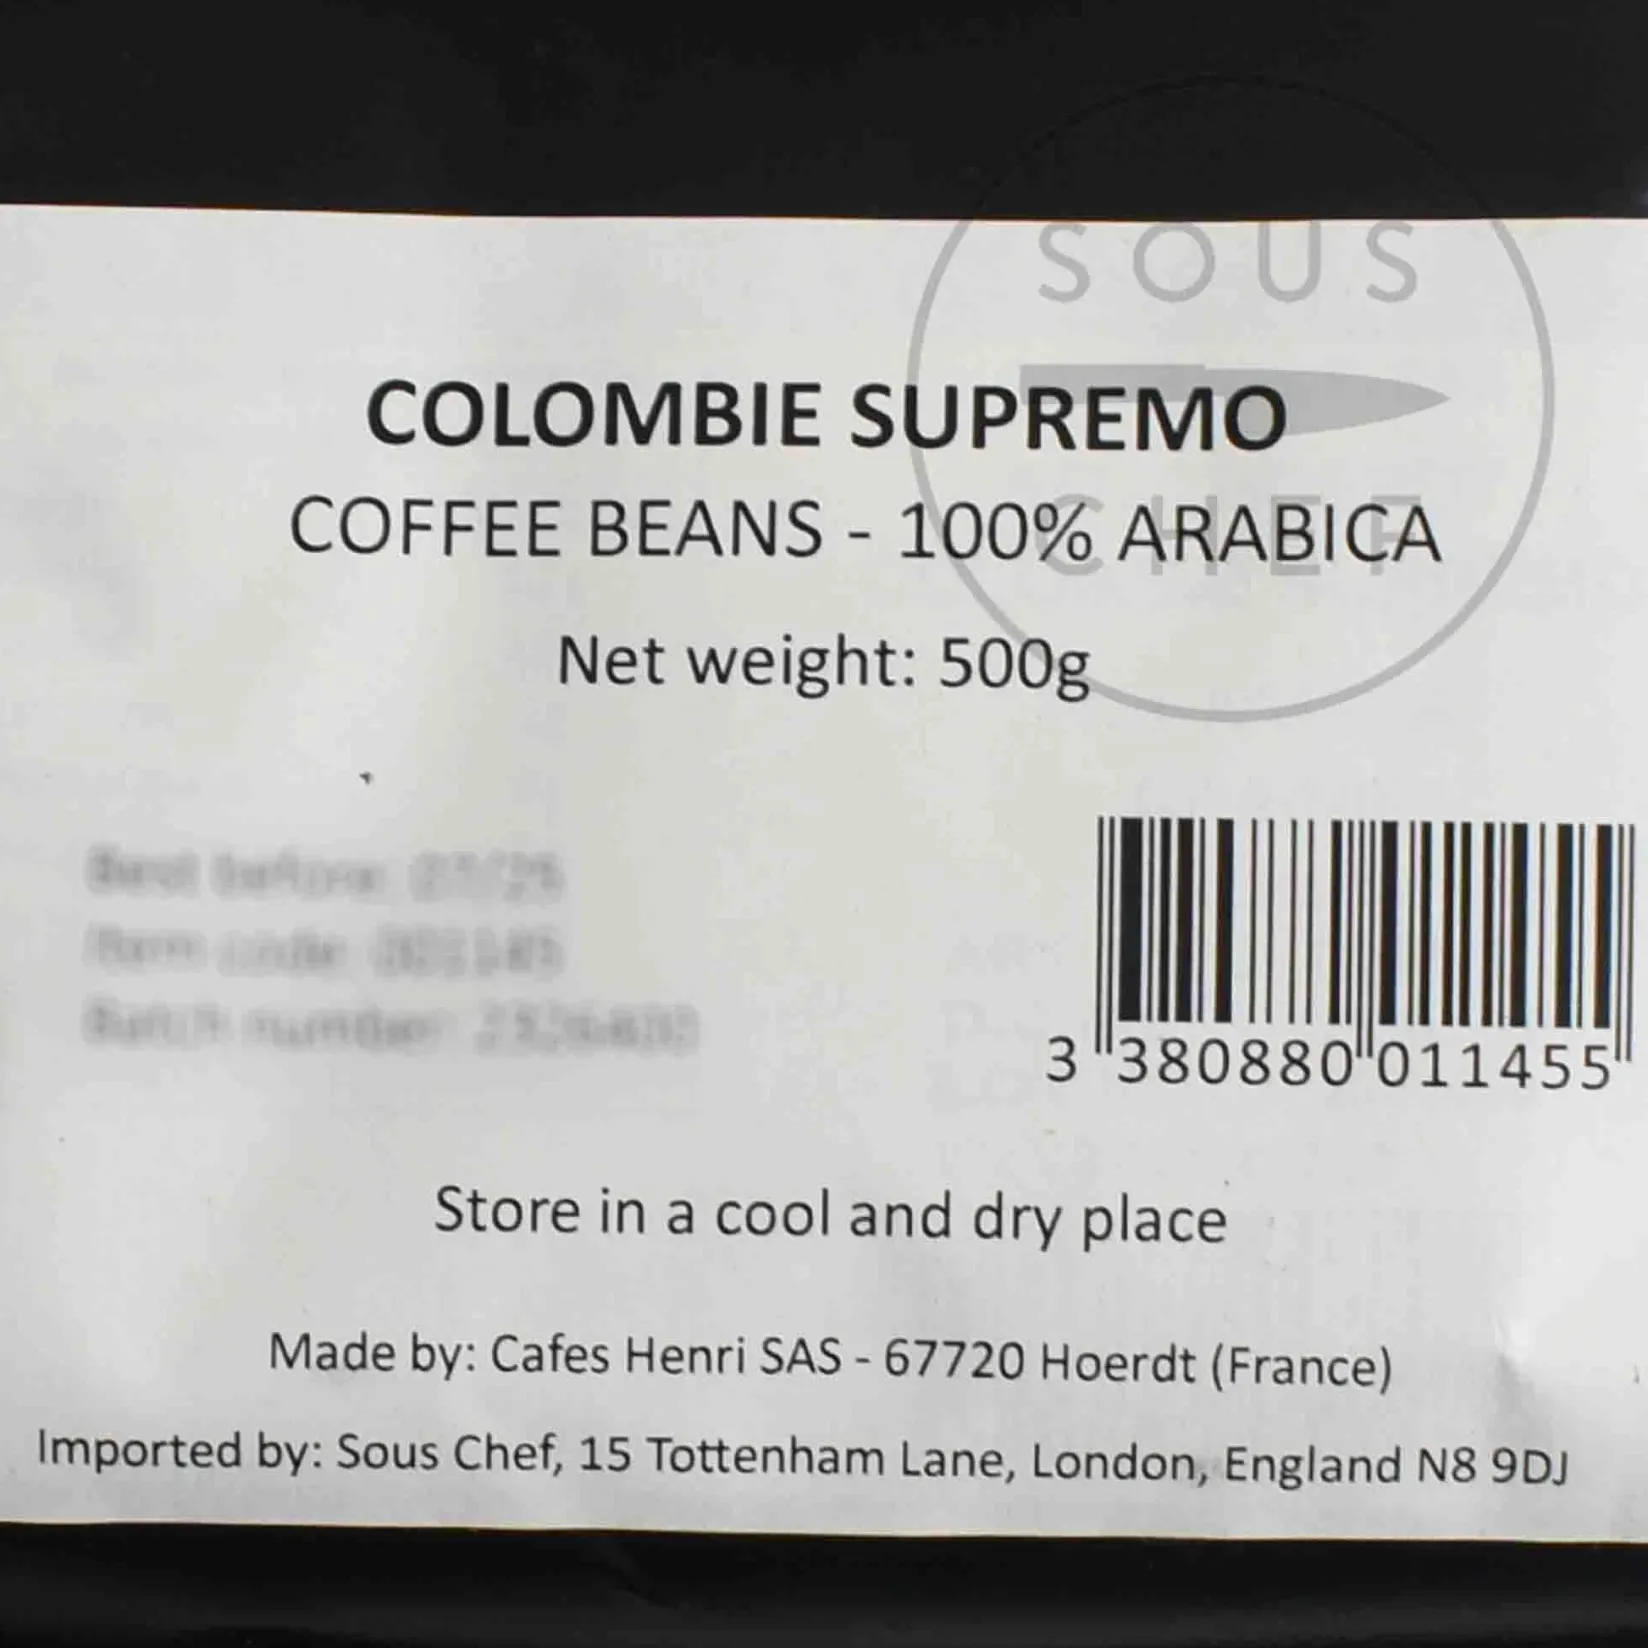 SOUS
CHEF
COLOMBIE SUPREMO
COFFEE BEANS - 100% ARABICA
Net weight: 500g
3 380880 011455
Store in a cool and dry place
Made by: Cafes Henri SAS - 67720 Hoerdt (France)
Imported by: Sous Chef, 15 Tottenham Lane, London, England N8 9DJ